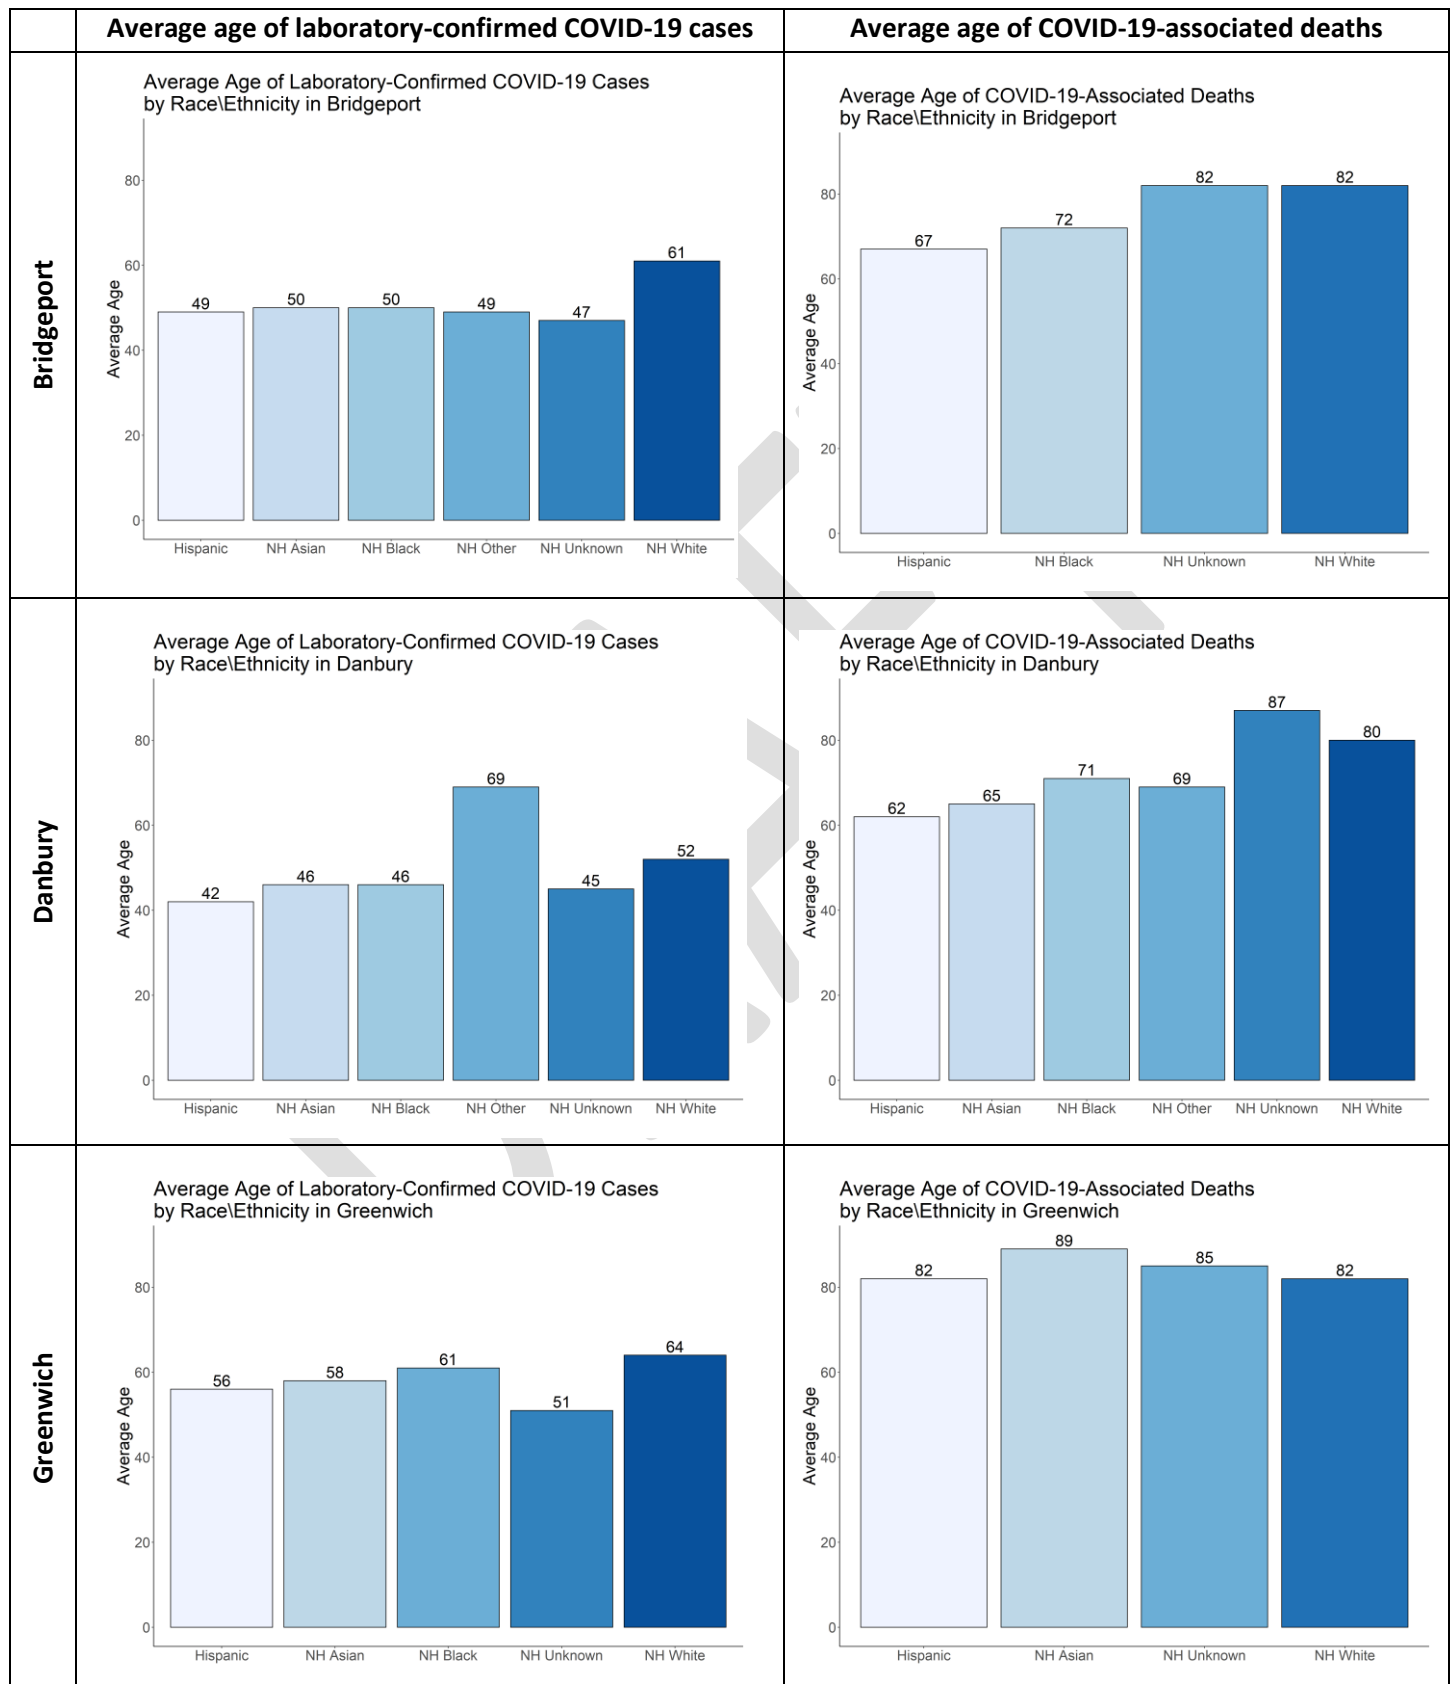 Average age of laboratory-confirmed COVID-19 cases
Average age of COVID-19-associated deaths
Bridgeport
Average Age of Laboratory-Confirmed COVID-19 Cases
by Race\Ethnicity in Bridgeport
Average Age
80
60
40
20
0
49
50
50
49
47
61
Hispanic NH Asian NH Black NH Other NH Unknown NH White
Average Age of COVID-19-Associated Deaths
by Race\Ethnicity in Bridgeport
Average Age
80
60
40
20
0
67
72
82
82
Hispanic NH Black NH Unknown NH White
Danbury
Average Age of Laboratory-Confirmed COVID-19 Cases
by Race\Ethnicity in Danbury
Average Age
80
60
40
20
0
42
46
46
69
45
52
Hispanic NH Asian NH Black NH Other NH Unknown NH White
Average Age of COVID-19-Associated Deaths
by Race\Ethnicity in Danbury
Average Age
80
60
40
20
0
62
65
71
69
87
80
Hispanic NH Asian NH Black NH Other NH Unknown NH White
Greenwich
Average Age of Laboratory-Confirmed COVID-19 Cases
by Race\Ethnicity in Greenwich
Average Age
80
60
40
20
0
56
58
61
51
64
Hispanic NH Asian NH Black NH Unknown NH White
Average Age of COVID-19-Associated Deaths
by Race\Ethnicity in Greenwich
Average Age
80
60
40
20
0
82
89
85
82
Hispanic NH Asian NH Unknown NH White